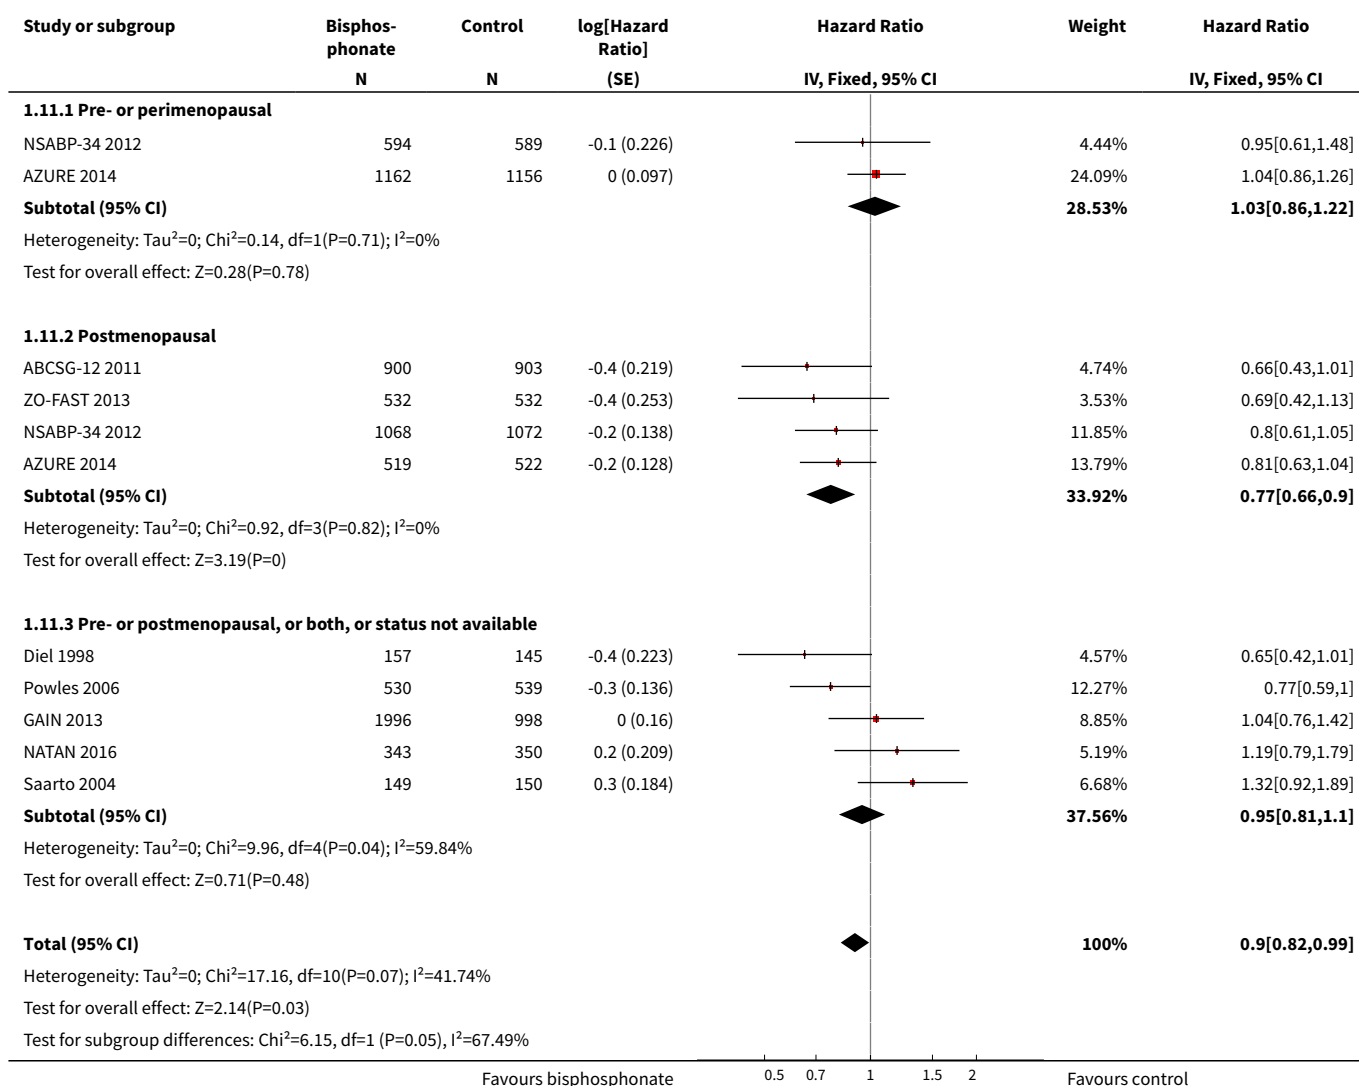 Study or subgroup Bisphos- Control log[Hazard Hazard Ratio Weight Hazard Ratio
phonate Ratio]
N N (SE) IV, Fixed, 95% CI IV, Fixed, 95% CI
1.11.1 Pre- or perimenopausal
NSABP-34 2012 594 589 -0.1 (0.226) 4.44% 0.95[0.61,1.48]
AZURE 2014 1162 1156 0 (0.097) 24.09% 1.04[0.86,1.26]
Subtotal (95% CI) 28.53% 1.03[0.86,1.22]
Heterogeneity: Tau²=0; Chi²=0.14, df=1(P=0.71); I²=0%
Test for overall effect: Z=0.28(P=0.78)
1.11.2 Postmenopausal
ABCSG-12 2011 900 903 -0.4 (0.219) 4.74% 0.66[0.43,1.01]
ZO-FAST 2013 532 532 -0.4 (0.253) 3.53% 0.69[0.42,1.13]
NSABP-34 2012 1068 1072 -0.2 (0.138) 11.85% 0.8[0.61,1.05]
AZURE 2014 519 522 -0.2 (0.128) 13.79% 0.81[0.63,1.04]
Subtotal (95% CI) 33.92% 0.77[0.66,0.9]
Heterogeneity: Tau²=0; Chi²=0.92, df=3(P=0.82); I²=0%
Test for overall effect: Z=3.19(P=0)
1.11.3 Pre- or postmenopausal, or both, or status not available
Diel 1998 157 145 -0.4 (0.223) 4.57% 0.65[0.42,1.01]
Powles 2006 530 539 -0.3 (0.136) 12.27% 0.77[0.59,1]
GAIN 2013 1996 998 0 (0.16) 8.85% 1.04[0.76,1.42]
NATAN 2016 343 350 0.2 (0.209) 5.19% 1.19[0.79,1.79]
Saarto 2004 149 150 0.3 (0.184) 6.68% 1.32[0.92,1.89]
Subtotal (95% CI) 37.56% 0.95[0.81,1.1]
Heterogeneity: Tau²=0; Chi²=9.96, df=4(P=0.04); I²=59.84%
Test for overall effect: Z=0.71(P=0.48)
Total (95% CI) 100% 0.9[0.82,0.99]
Heterogeneity: Tau²=0; Chi²=17.16, df=10(P=0.07); I²=41.74%
Test for overall effect: Z=2.14(P=0.03)
Test for subgroup differences: Chi²=6.15, df=1 (P=0.05), I²=67.49%
0.5 0.7 1 1.5 2
Favours bisphosphonate Favours control